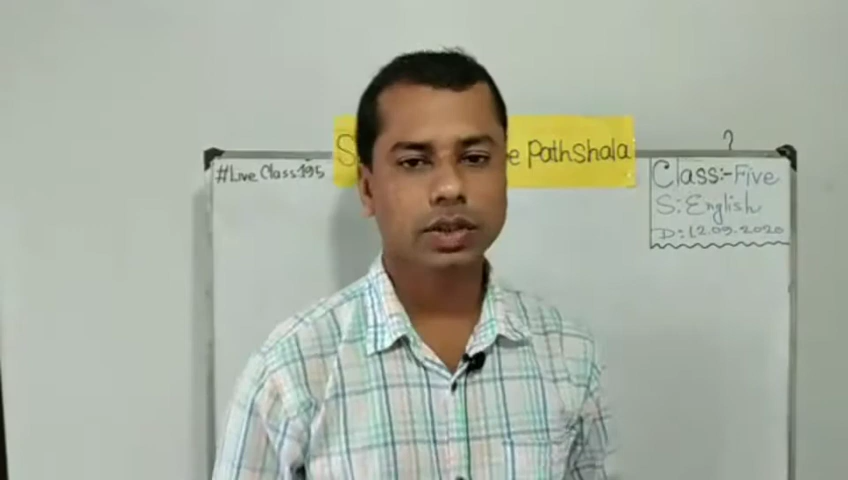 Pathshala
#Live Class:195
Class:-Five
S: English
D:12.09.2020